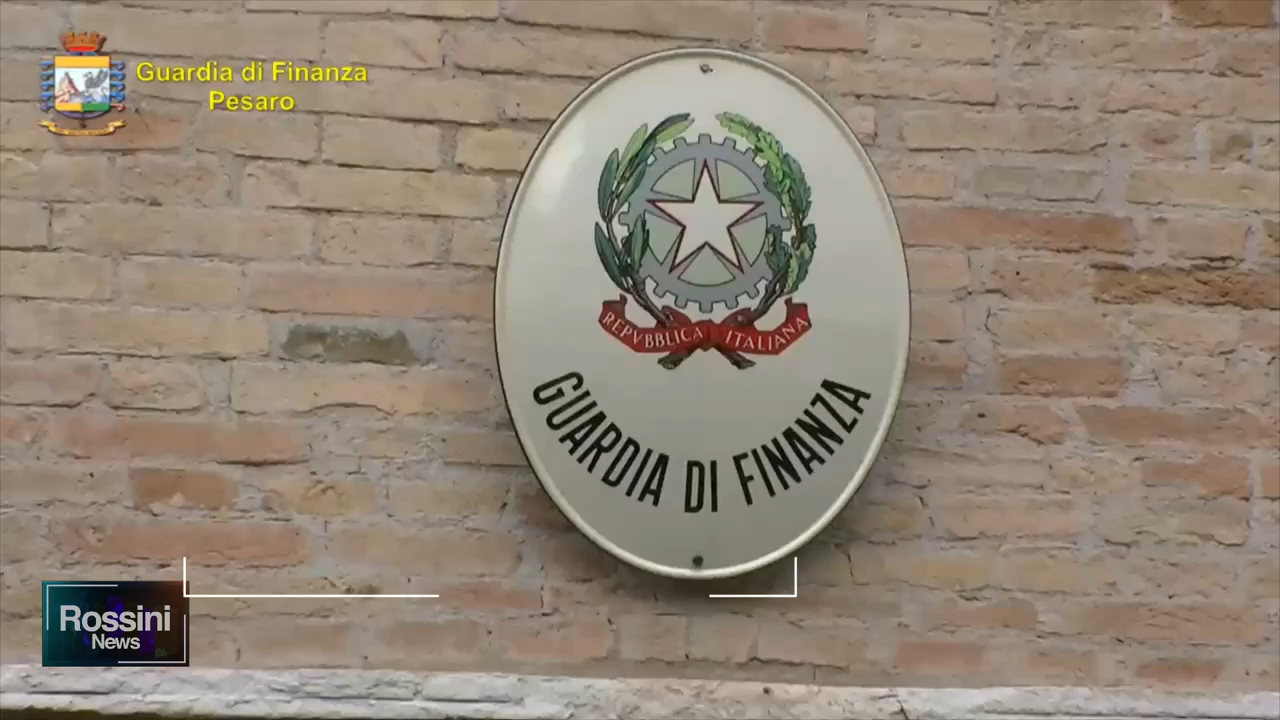 Guardia di Finanza
Pesaro
REPVBBLICA ITALIANA
GUARDIA DI FINANZA
Rossini
News